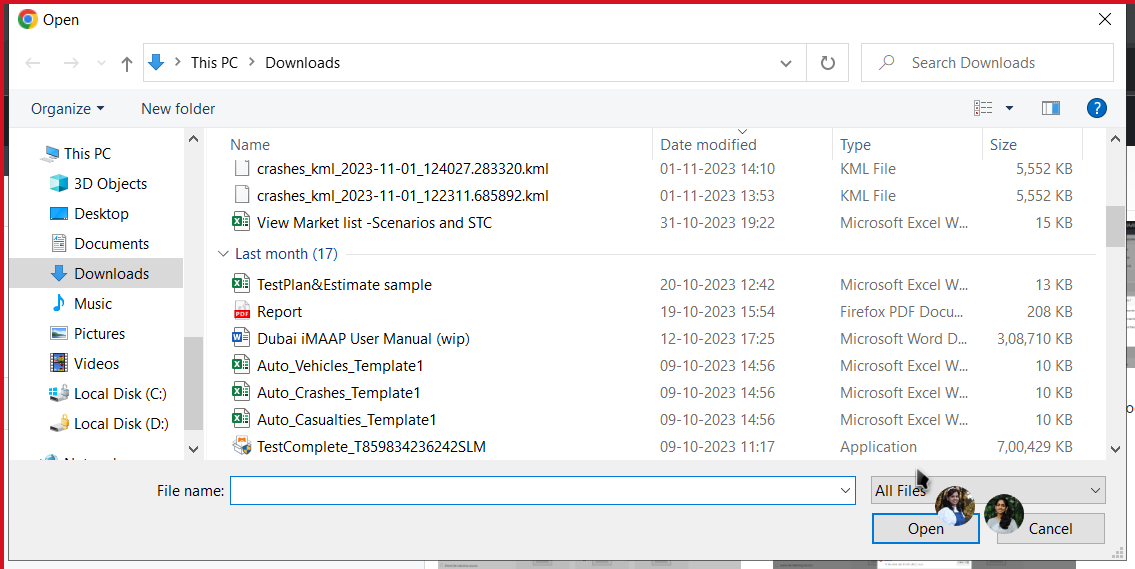 Open
This PC Downloads
Search Downloads
Organize New folder
Name Date modified Type Size
This PC
3D Objects
Desktop
Documents
Downloads
Music
Pictures
Videos
Local Disk (C:)
Local Disk (D:)
crashes_kml_2023-11-01_124027.283320.kml 01-11-2023 14:10 KML File 5,552 KB
crashes_kml_2023-11-01_122311.685892.kml 01-11-2023 13:53 KML File 5,552 KB
View Market list -Scenarios and STC 31-10-2023 19:22 Microsoft Excel W... 15 KB
Last month (17)
TestPlan&Estimate sample 20-10-2023 12:42 Microsoft Excel W... 13 KB
Report 19-10-2023 15:54 Firefox PDF Docu... 208 KB
Dubai iMAAP User Manual (wip) 12-10-2023 17:25 Microsoft Word D... 3,08,710 KB
Auto_Vehicles_Template1 09-10-2023 14:56 Microsoft Excel W... 10 KB
Auto_Crashes_Template1 09-10-2023 14:56 Microsoft Excel W... 10 KB
Auto_Casualties_Template1 09-10-2023 14:56 Microsoft Excel W... 10 KB
TestComplete_T859834236242SLM 09-10-2023 11:17 Application 7,00,429 KB
File name:
All Files
Open Cancel